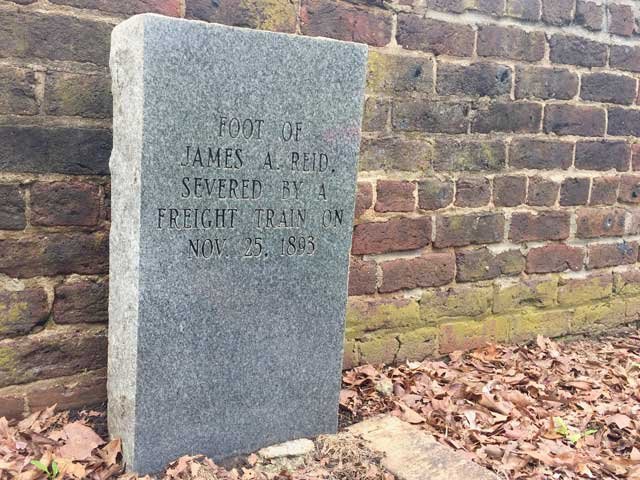 FOOT OF
JAMES A. REID,
SEVERED BY A
FREIGHT TRAIN ON
NOV. 25, 1893